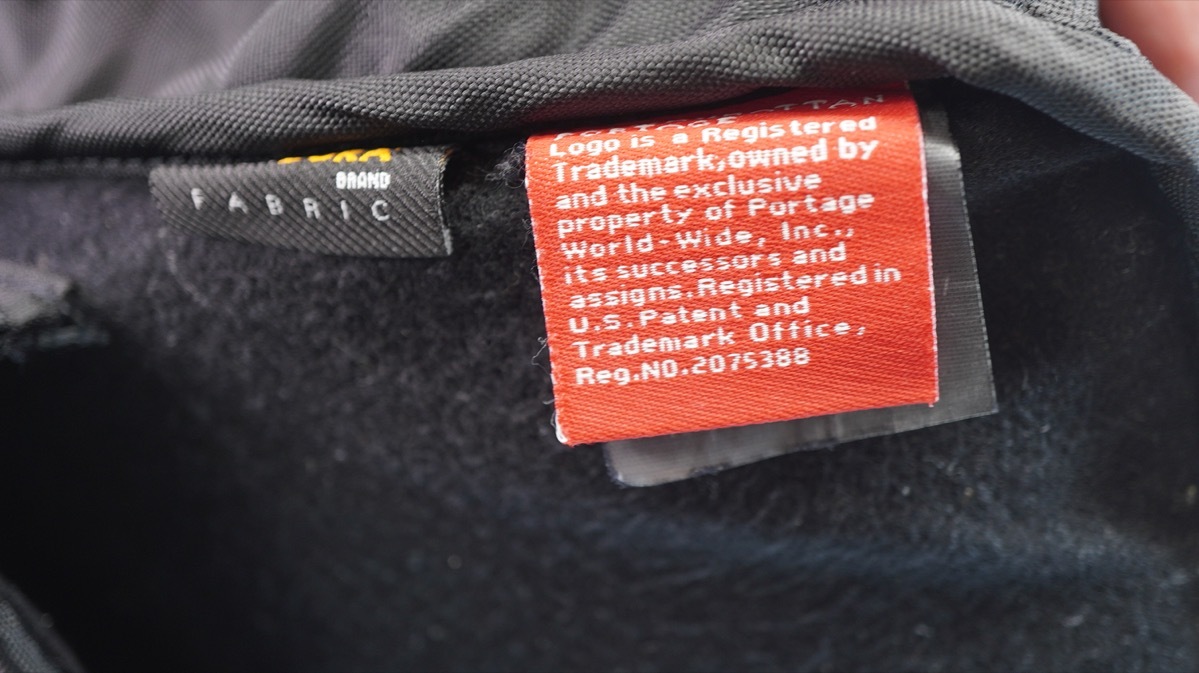 BRAND
FABRIC
Logo is a Registered
Trademark, owned by
and the exclusive
property of Portage
World-Wide, Inc.,
its successors and
assigns. Registered in
U.S. Patent and
Trademark Office,
Reg.NO.2075388